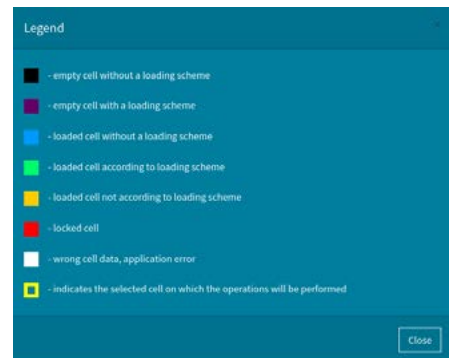 Legend
- empty cell without a loading scheme
- empty cell with a loading scheme
- loaded cell without a loading scheme
- loaded cell according to loading scheme
- loaded cell not according to loading scheme
- locked cell
- wrong cell data, application error
- indicates the selected cell on which the operations will be performed
Close